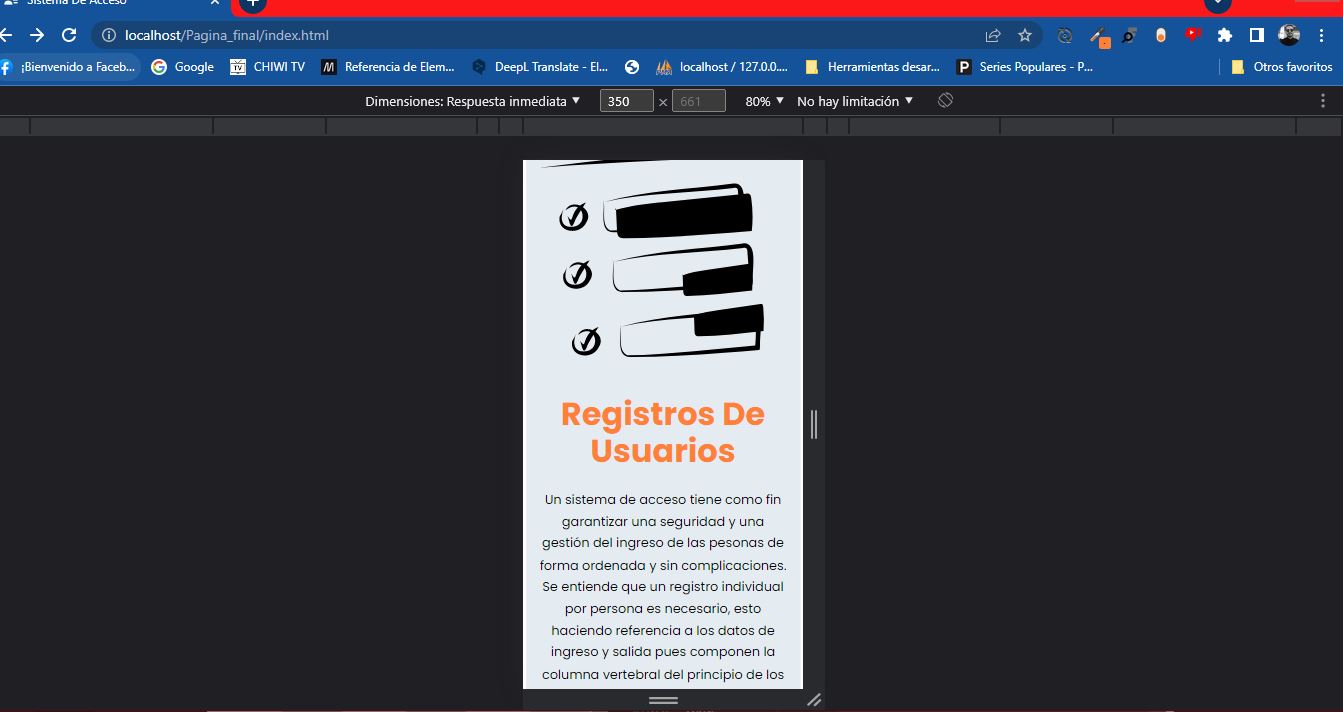 Sistema De Acceso
localhost/Pagina_final/index.html
¡Bienvenido a Faceb... Google CHIWI TV Referencia de Elem... DeepL Translate - El... localhost / 127.0.0.... Herramientas desar... Series Populares - P... Otros favoritos
Dimensiones: Respuesta inmediata ▼ 350 × 661 80% ▼ No hay limitación ▼
Registros De
Usuarios
Un sistema de acceso tiene como fin
garantizar una seguridad y una
gestión del ingreso de las pesonas de
forma ordenada y sin complicaciones.
Se entiende que un registro individual
por persona es necesario, esto
haciendo referencia a los datos de
ingreso y salida pues componen la
columna vertebral del principio de los